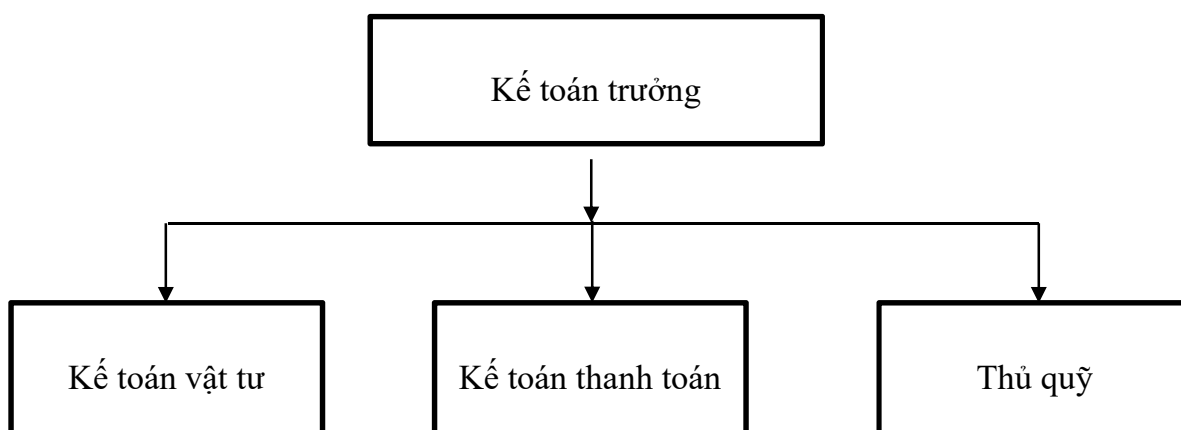 Kế toán trưởng
Kế toán vật tư
Kế toán thanh toán
Thủ quỹ